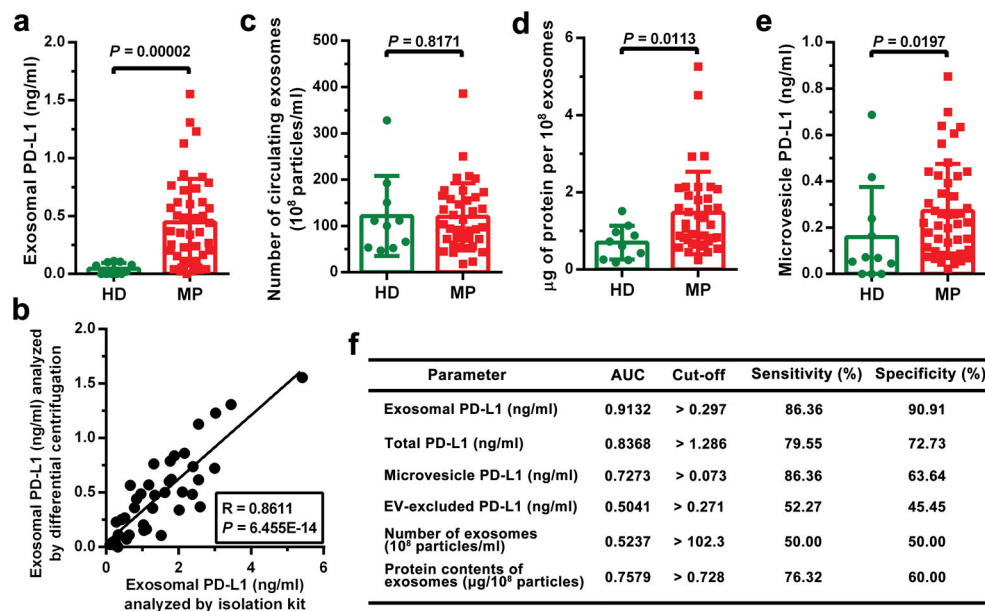 a
Exosomal PD-L1 (ng/ml)
P = 0.00002
2.0
1.5
1.0
0.5
0.0
HD
MP
c
Number of circulating exosomes
(10⁸ particles/ml)
P = 0.8171
500
400
300
200
100
0
HD
MP
d
µg of protein per 10⁸ exosomes
P = 0.0113
6
4
2
0
HD
MP
e
Microvesicle PD-L1 (ng/ml)
P = 0.0197
1.0
0.8
0.6
0.4
0.2
0.0
HD
MP
b
Exosomal PD-L1 (ng/ml) analyzed
by differential centrifugation
2.0
1.5
1.0
0.5
0.0
R = 0.8611
P = 6.455E-14
0
2
4
6
Exosomal PD-L1 (ng/ml)
analyzed by isolation kit
f
Parameter AUC Cut-off Sensitivity (%) Specificity (%)
Exosomal PD-L1 (ng/ml) 0.9132 > 0.297 86.36 90.91
Total PD-L1 (ng/ml) 0.8368 > 1.286 79.55 72.73
Microvesicle PD-L1 (ng/ml) 0.7273 > 0.073 86.36 63.64
EV-excluded PD-L1 (ng/ml) 0.5041 > 0.271 52.27 45.45
Number of exosomes
(10⁸ particles/ml) 0.5237 > 102.3 50.00 50.00
Protein contents of
exosomes (µg/10⁸ particles) 0.7579 > 0.728 76.32 60.00